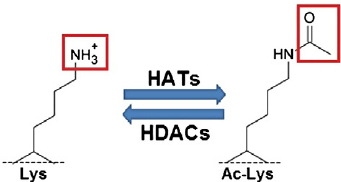 O
NH3+
HN
HATs
HDACs
Lys
Ac-Lys